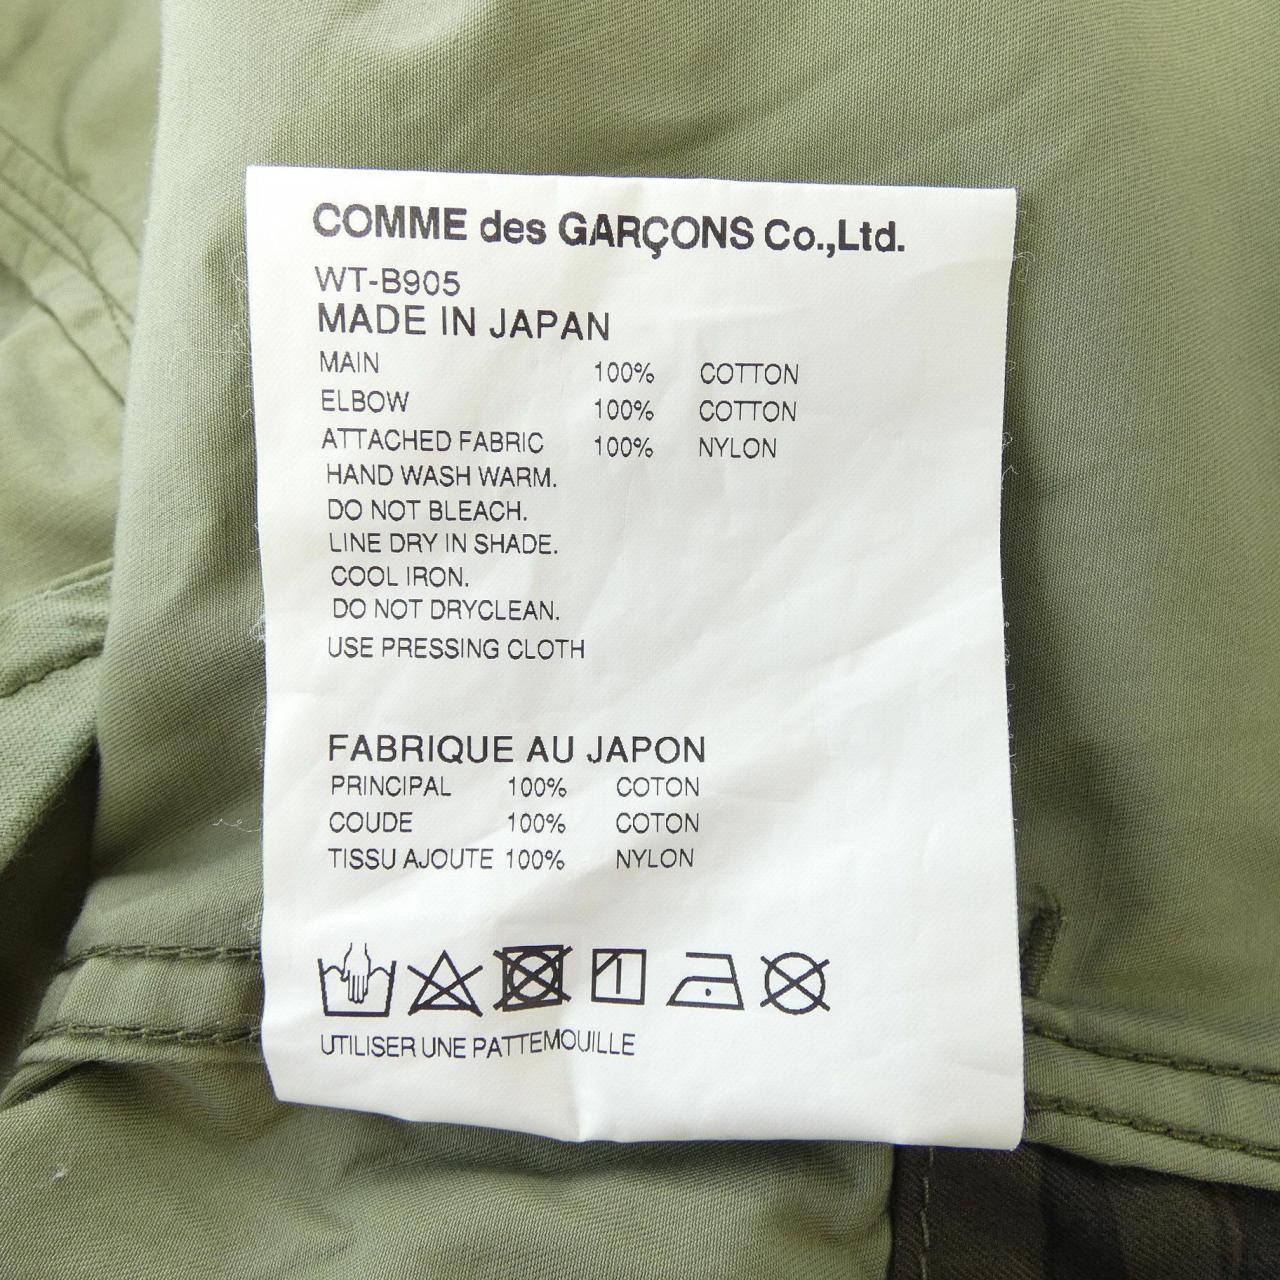 COMME des GARÇONS Co.,Ltd.
WT-B905
MADE IN JAPAN
MAIN 100% COTTON
ELBOW 100% COTTON
ATTACHED FABRIC 100% NYLON
HAND WASH WARM.
DO NOT BLEACH.
LINE DRY IN SHADE.
COOL IRON.
DO NOT DRYCLEAN.
USE PRESSING CLOTH
FABRIQUE AU JAPON
PRINCIPAL 100% COTON
COUDE 100% COTON
TISSU AJOUTE 100% NYLON
UTILISER UNE PATTEMOUILLE